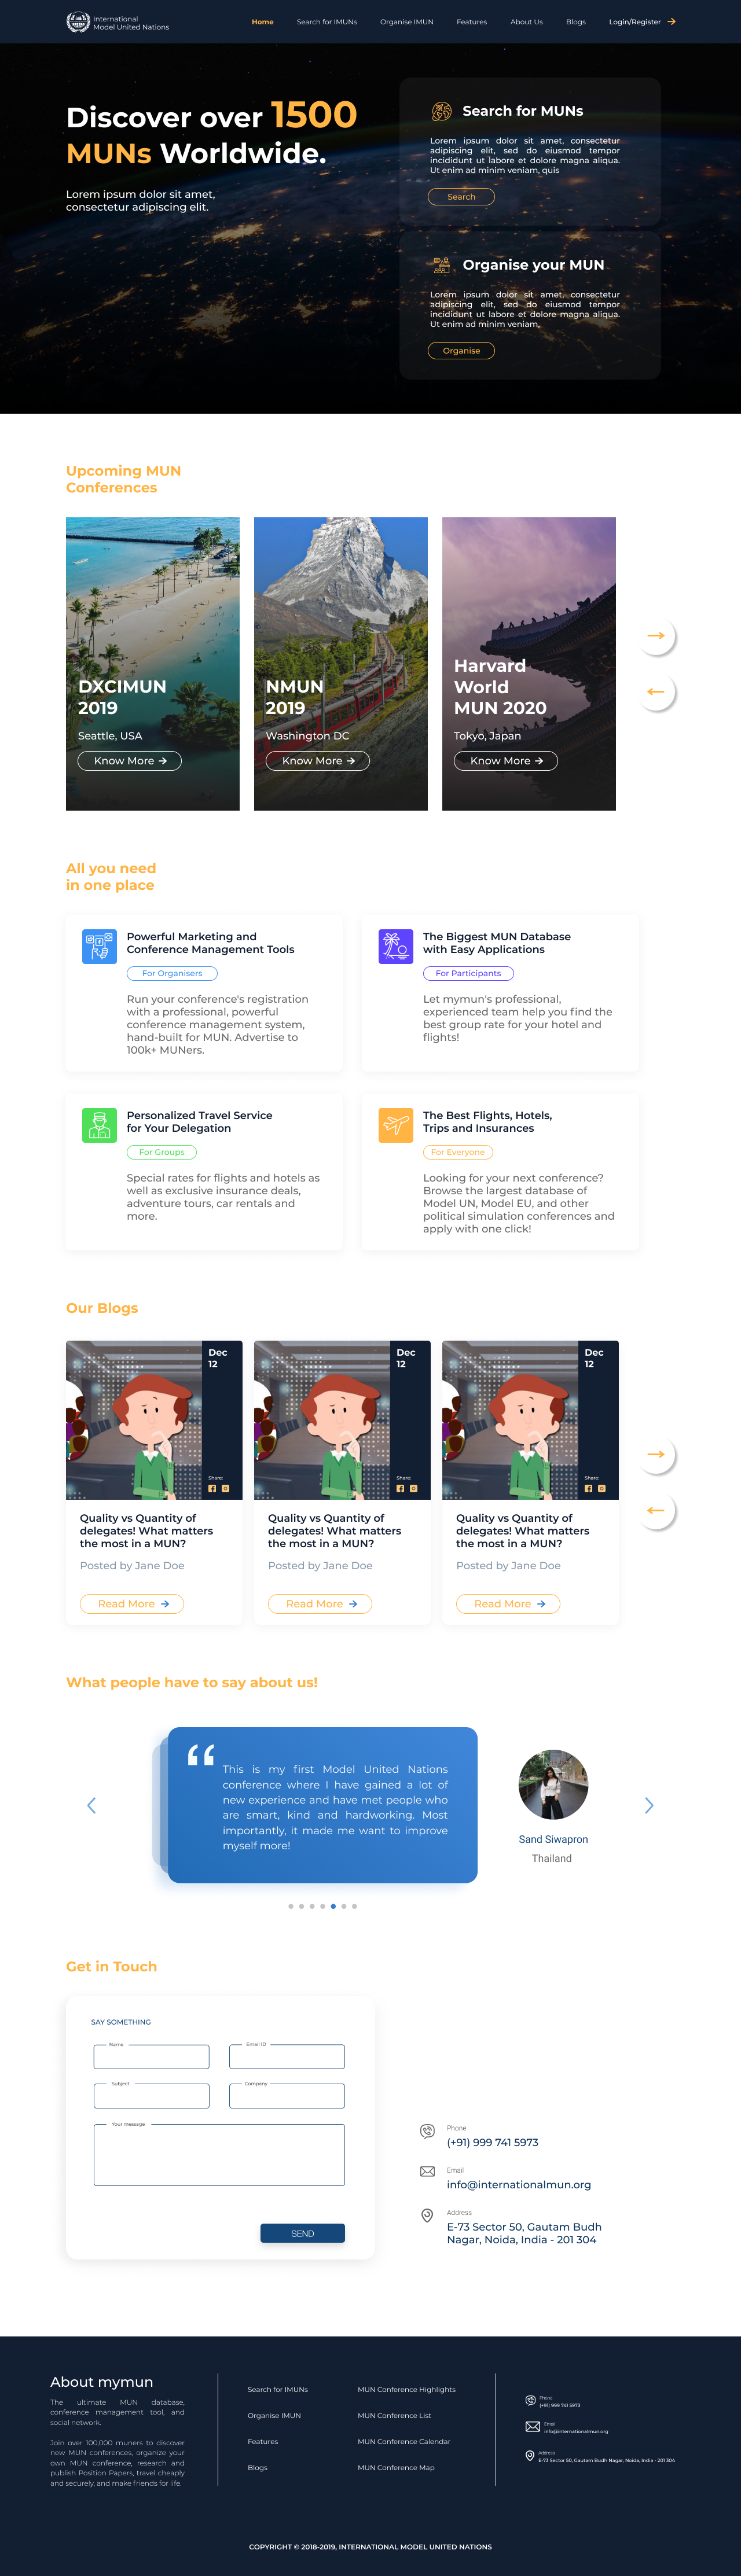 International
Model United Nations
Home
Search for IMUNs
Organise IMUN
Features
About Us
Blogs
Login/Register
Discover over 1500
MUNs Worldwide.
Lorem ipsum dolor sit amet,
consectetur adipiscing elit.
Search for MUNs
Lorem ipsum dolor sit amet, consectetur
adipiscing elit, sed do eiusmod tempor
incididunt ut labore et dolore magna aliqua.
Ut enim ad minim veniam, quis
Search
Organise your MUN
Lorem ipsum dolor sit amet, consectetur
adipiscing elit, sed do eiusmod tempor
incididunt ut labore et dolore magna aliqua.
Ut enim ad minim veniam,
Organise
Upcoming MUN
Conferences
DXCIMUN
2019
Seattle, USA
Know More
NMUN
2019
Washington DC
Know More
Harvard
World
MUN 2020
Tokyo, Japan
Know More
All you need
in one place
Powerful Marketing and
Conference Management Tools
For Organisers
Run your conference's registration
with a professional, powerful
conference management system,
hand-built for MUN. Advertise to
100k+ MUNers.
The Biggest MUN Database
with Easy Applications
For Participants
Let mymun's professional,
experienced team help you find the
best group rate for your hotel and
flights!
Personalized Travel Service
for Your Delegation
For Groups
Special rates for flights and hotels as
well as exclusive insurance deals,
adventure tours, car rentals and
more.
The Best Flights, Hotels,
Trips and Insurances
For Everyone
Looking for your next conference?
Browse the largest database of
Model UN, Model EU, and other
political simulation conferences and
apply with one click!
Our Blogs
Dec
12
Share:
Quality vs Quantity of
delegates! What matters
the most in a MUN?
Posted by Jane Doe
Read More
Dec
12
Share:
Quality vs Quantity of
delegates! What matters
the most in a MUN?
Posted by Jane Doe
Read More
Dec
12
Share:
Quality vs Quantity of
delegates! What matters
the most in a MUN?
Posted by Jane Doe
Read More
What people have to say about us!
“
This is my first Model United Nations
conference where I have gained a lot of
new experience and have met people who
are smart, kind and hardworking. Most
importantly, it made me want to improve
myself more!
Sand Siwapron
Thailand
Get in Touch
SAY SOMETHING
Name
Email ID
Subject
Company
Your message
SEND
Phone
(+91) 999 741 5973
Email
info@internationalmun.org
Address
E-73 Sector 50, Gautam Budh
Nagar, Noida, India - 201 304
About mymun
The ultimate MUN database,
conference management tool, and
social network.
Join over 100,000 muners to discover
new MUN conferences, organize your
own MUN conference, research and
publish Position Papers, travel cheaply
and securely, and make friends for life.
Search for IMUNs
Organise IMUN
Features
Blogs
MUN Conference Highlights
MUN Conference List
MUN Conference Calendar
MUN Conference Map
Phone
(+91) 999 741 5973
Email
info@internationalmun.org
Address
E-73 Sector 50, Gautam Budh Nagar, Noida, India - 201 304
COPYRIGHT © 2018-2019, INTERNATIONAL MODEL UNITED NATIONS